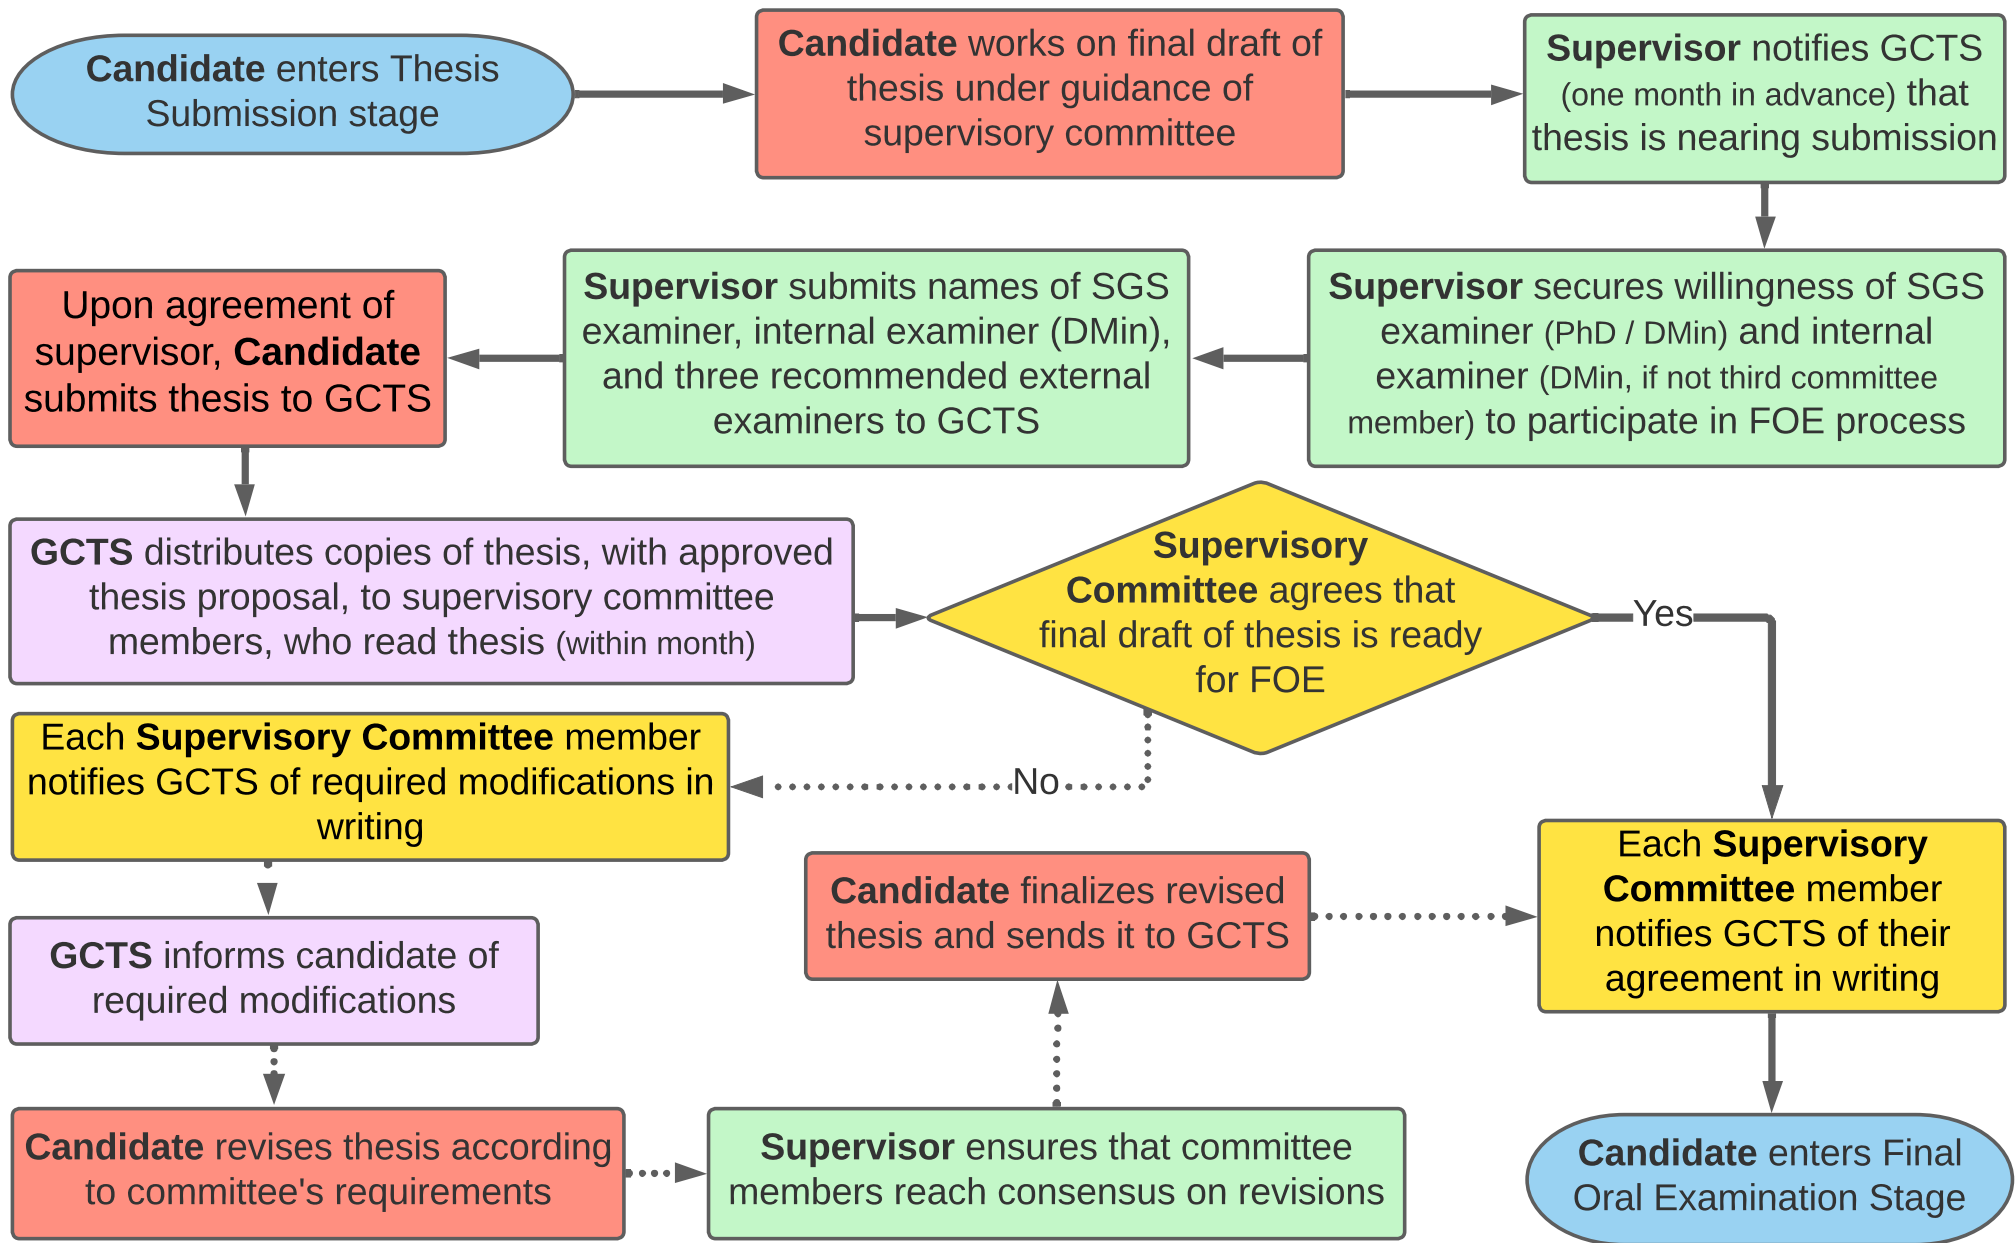 Candidate enters Thesis
Submission stage
Candidate works on final draft of
thesis under guidance of
supervisory committee
Supervisor notifies GCTS
(one month in advance) that
thesis is nearing submission
Supervisor secures willingness of SGS
examiner (PhD / DMin) and internal
examiner (DMin, if not third committee
member) to participate in FOE process
Supervisor submits names of SGS
examiner, internal examiner (DMin),
and three recommended external
examiners to GCTS
Upon agreement of
supervisor, Candidate
submits thesis to GCTS
GCTS distributes copies of thesis, with approved
thesis proposal, to supervisory committee
members, who read thesis (within month)
Supervisory
Committee agrees that
final draft of thesis is ready
for FOE
Yes
No
Each Supervisory Committee member
notifies GCTS of required modifications in
writing
GCTS informs candidate of
required modifications
Candidate revises thesis according
to committee's requirements
Supervisor ensures that committee
members reach consensus on revisions
Candidate finalizes revised
thesis and sends it to GCTS
Each Supervisory
Committee member
notifies GCTS of their
agreement in writing
Candidate enters Final
Oral Examination Stage